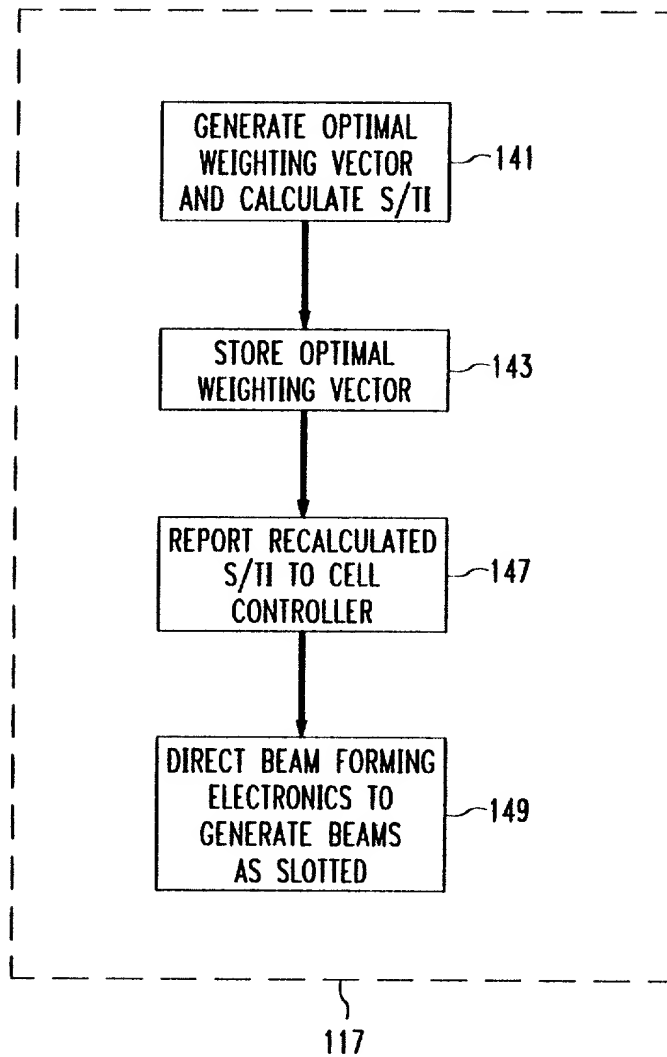 GENERATE OPTIMAL
WEIGHTING VECTOR
AND CALCULATE S/TI
141
STORE OPTIMAL
WEIGHTING VECTOR
143
REPORT RECALCULATED
S/TI TO CELL
CONTROLLER
147
DIRECT BEAM FORMING
ELECTRONICS TO
GENERATE BEAMS
AS SLOTTED
149
117